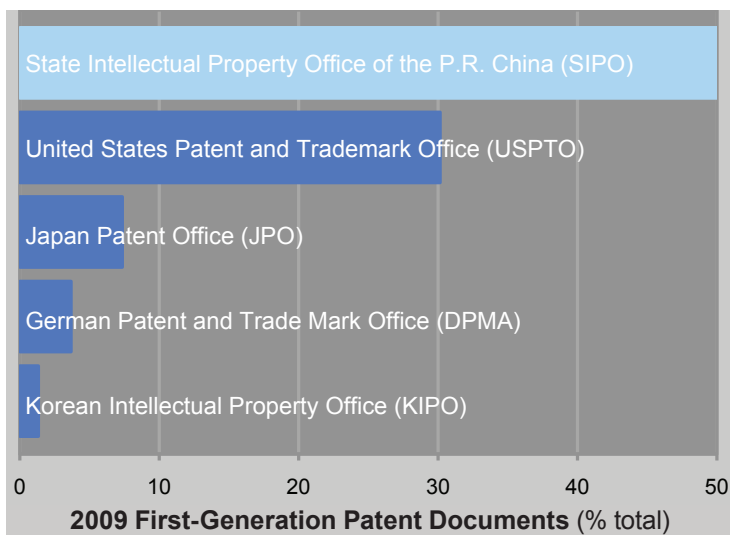 State Intellectual Property Office of the P.R. China (SIPO)
United States Patent and Trademark Office (USPTO)
Japan Patent Office (JPO)
German Patent and Trade Mark Office (DPMA)
Korean Intellectual Property Office (KIPO)
0 10 20 30 40 50
2009 First-Generation Patent Documents (% total)